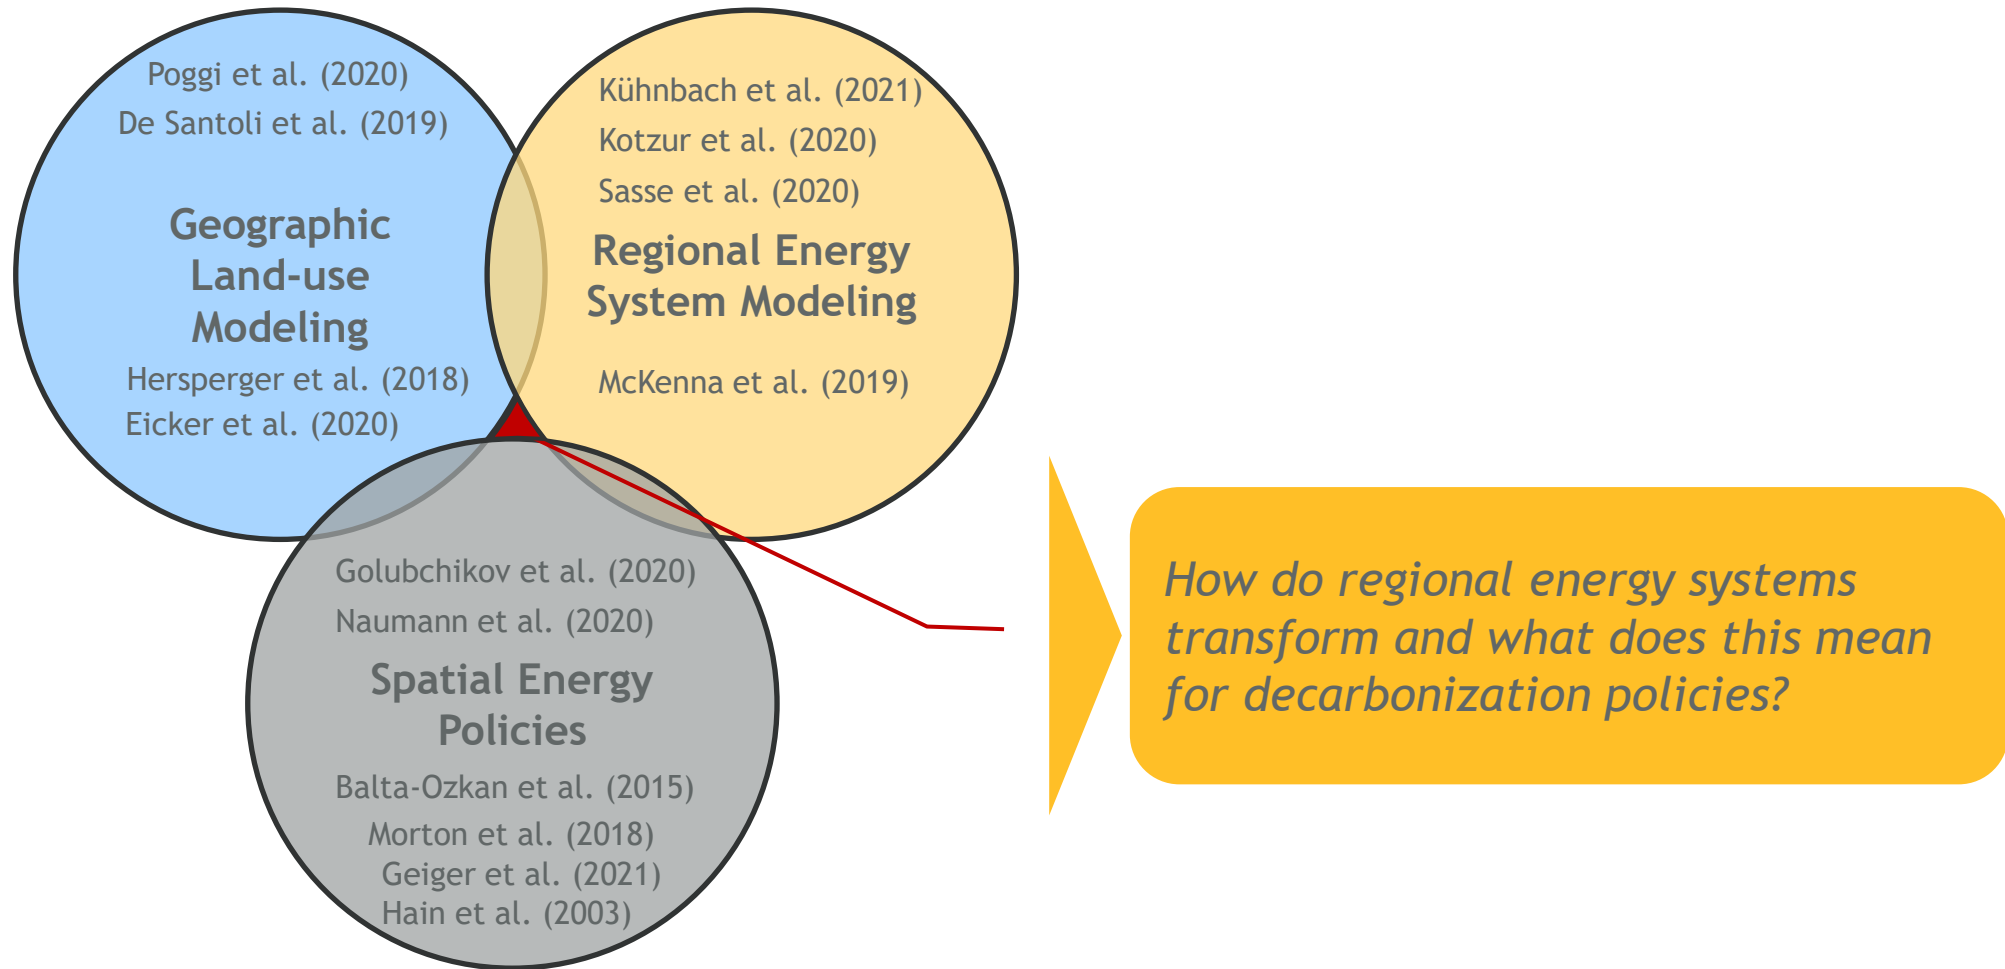 Poggi et al. (2020)
De Santoli et al. (2019)
Geographic
Land-use
Modeling
Hersperger et al. (2018)
Eicker et al. (2020)
Kühnbach et al. (2021)
Kotzur et al. (2020)
Sasse et al. (2020)
Regional Energy
System Modeling
McKenna et al. (2019)
Golubchikov et al. (2020)
Naumann et al. (2020)
Spatial Energy
Policies
Balta-Ozkan et al. (2015)
Morton et al. (2018)
Geiger et al. (2021)
Hain et al. (2003)
How do regional energy systems
transform and what does this mean
for decarbonization policies?